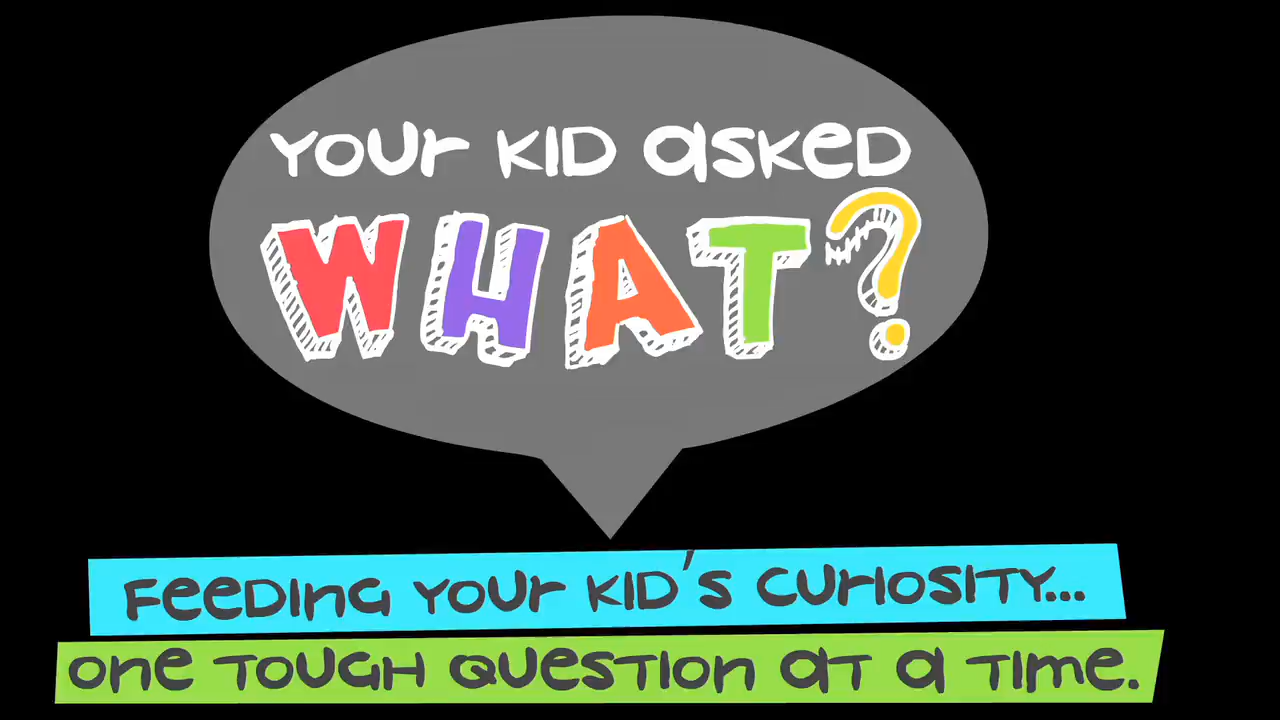 YOUR KID asked
WHAT?
Feeding your KID's curiosity...
one tough question at a time.